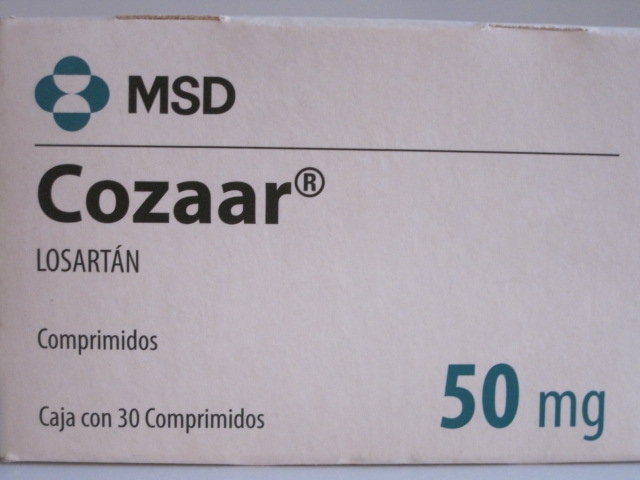 MSD
Cozaar®
LOSARTÁN
Comprimidos
Caja con 30 Comprimidos
50 mg